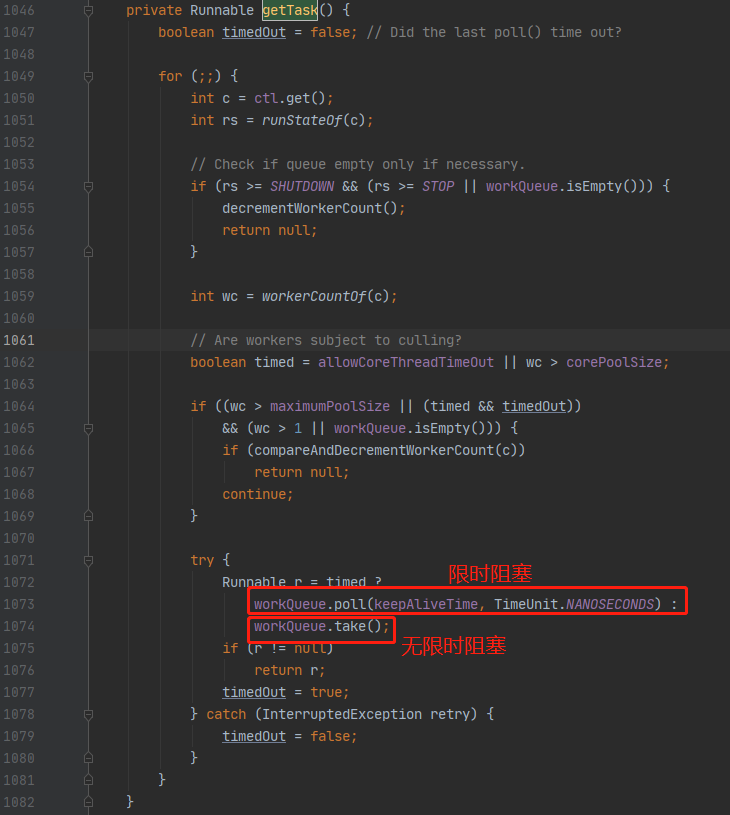 1046 private Runnable getTask() {
1047 boolean timedOut = false; // Did the last poll() time out?
1048
1049 for (;;) {
1050 int c = ctl.get();
1051 int rs = runStateOf(c);
1052
1053 // Check if queue empty only if necessary.
1054 if (rs >= SHUTDOWN && (rs >= STOP || workQueue.isEmpty())) {
1055 decrementWorkerCount();
1056 return null;
1057 }
1058
1059 int wc = workerCountOf(c);
1060
1061 // Are workers subject to culling?
1062 boolean timed = allowCoreThreadTimeOut || wc > corePoolSize;
1063
1064 if ((wc > maximumPoolSize || (timed && timedOut))
1065 && (wc > 1 || workQueue.isEmpty())) {
1066 if (compareAndDecrementWorkerCount(c))
1067 return null;
1068 continue;
1069 }
1070
1071 try {
限时阻塞
1072 Runnable r = timed ?
1073 workQueue.poll(keepAliveTime, TimeUnit.NANOSECONDS) :
1074 workQueue.take();
无限时阻塞
1075 if (r != null)
1076 return r;
1077 timedOut = true;
1078 } catch (InterruptedException retry) {
1079 timedOut = false;
1080 }
1081 }
1082 }